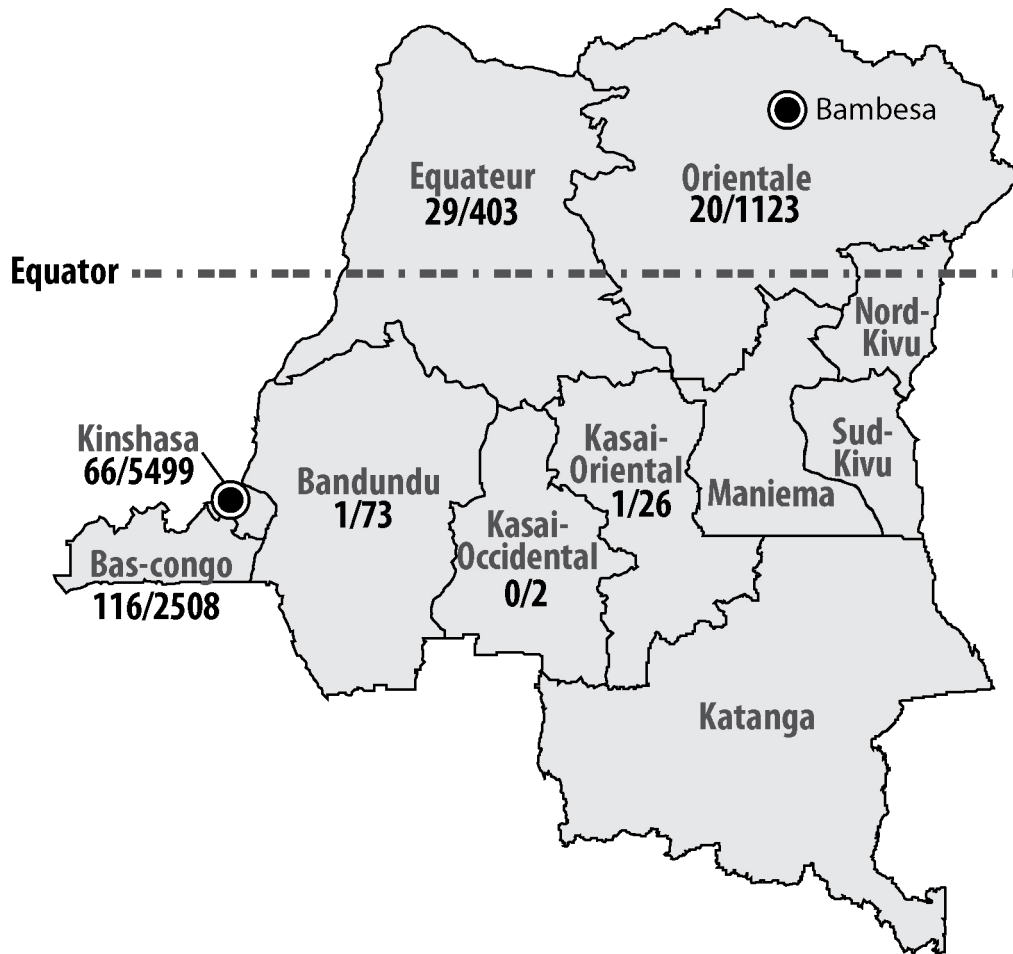 Bambesa
Equateur
29/403
Orientale
20/1123
Equator
Nord-
Kivu
Kinshasa
66/5499
Bandundu
1/73
Kasai-
Oriental
1/26
Sud-
Kivu
Maniema
Kasai-
Occidental
0/2
Bas-congo
116/2508
Katanga